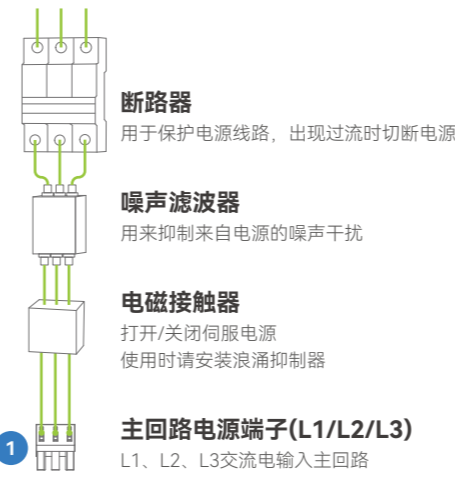 断路器
用于保护电源线路，出现过流时切断电源
噪声滤波器
用来抑制来自电源的噪声干扰
电磁接触器
打开/关闭伺服电源
使用时请安装浪涌抑制器
1
主回路电源端子(L1/L2/L3)
L1、L2、L3交流电输入主回路